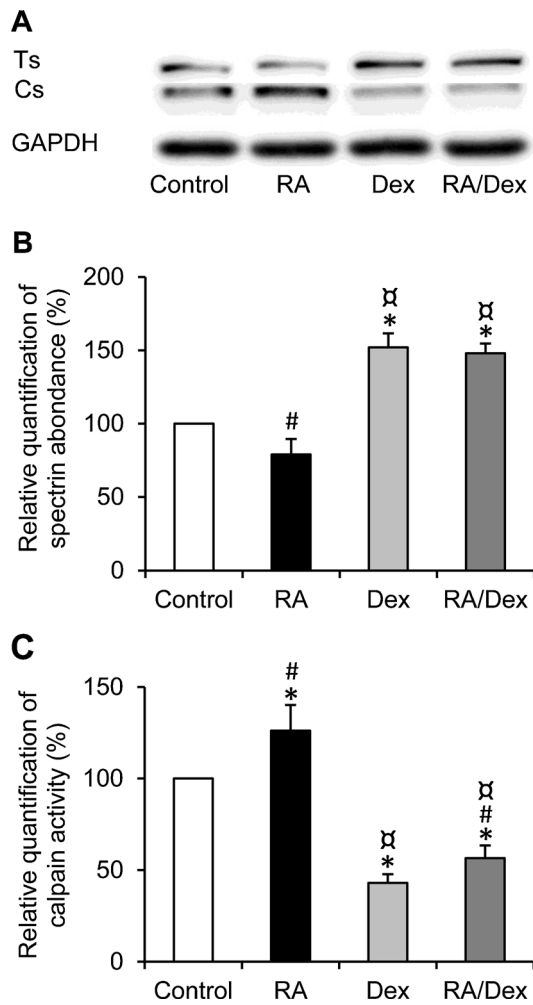 A
Ts
Cs
GAPDH
Control RA Dex RA/Dex
B
Relative quantification of
spectrin abondance (%)
200
150
100
50
0
#
¤
*
¤
*
Control RA Dex RA/Dex
C
Relative quantification of
calpain activity (%)
150
100
50
0
#
*
¤
*
¤
#
*
Control RA Dex RA/Dex